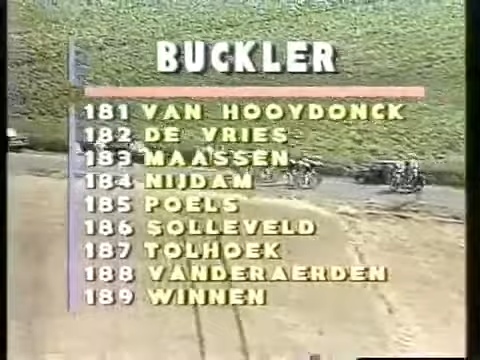 BUCKLER
181 VAN HOOYDONCK
182 DE VRIES
183 MAASSEN
184 NIJDAM
185 POELS
186 SOLLEVELD
187 TOLHOEK
188 VANDERAERDEN
189 WINNEN